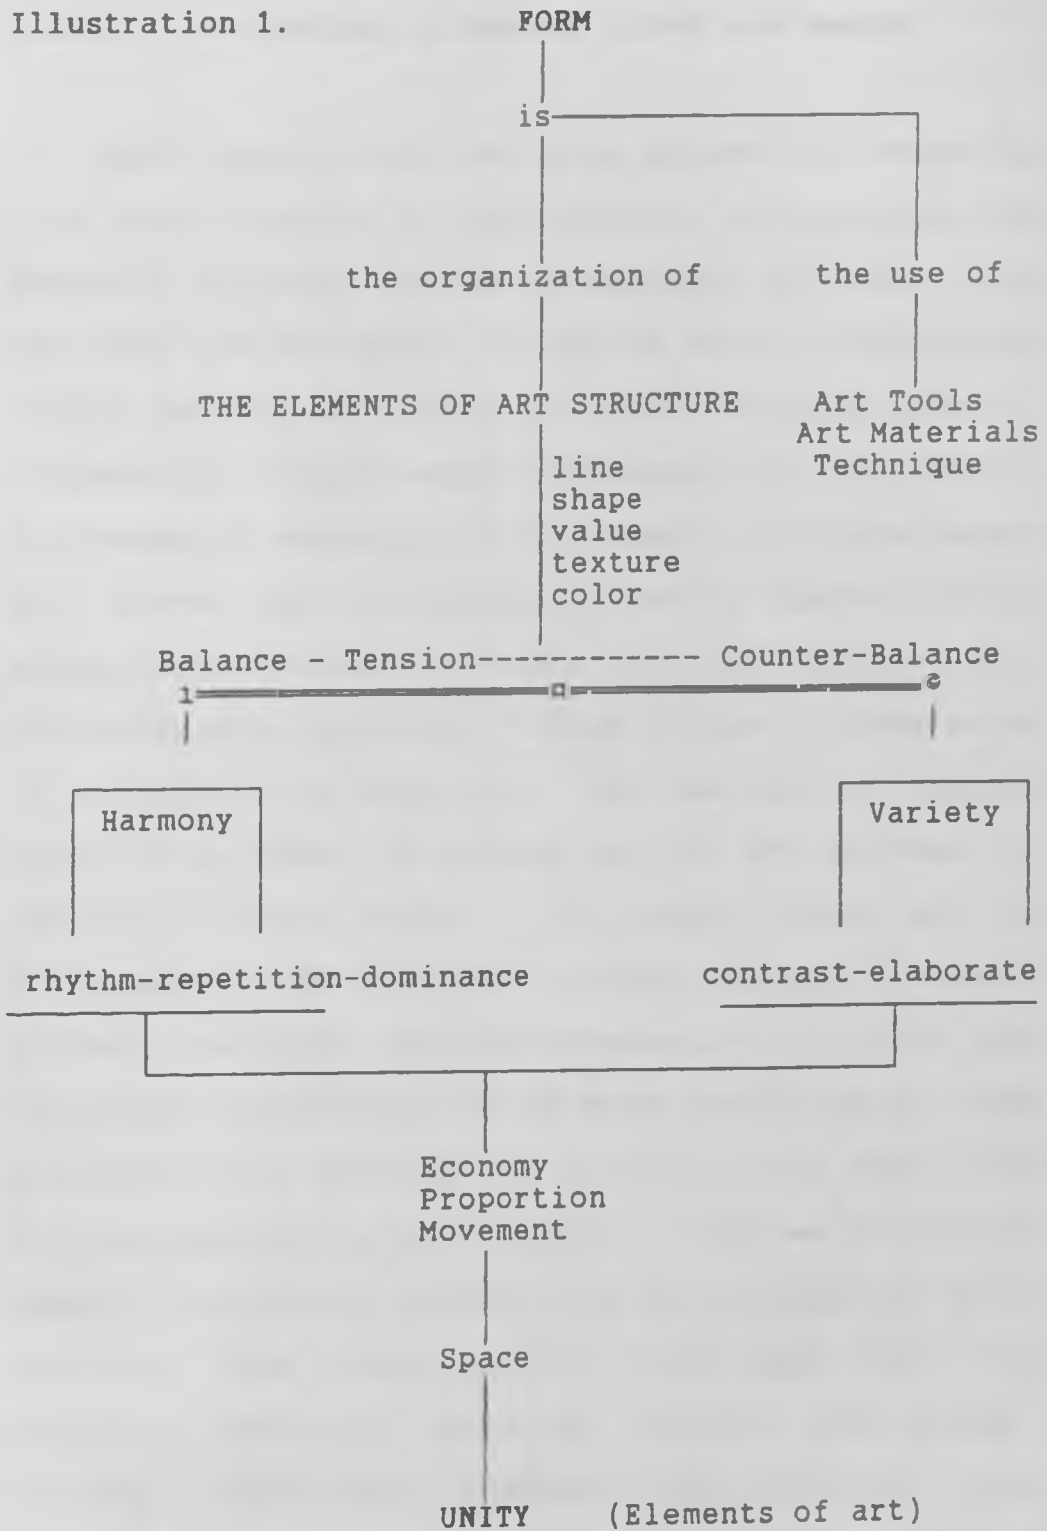 Illustration 1. FORM
is
the organization of the use of
THE ELEMENTS OF ART STRUCTURE Art Tools
Art Materials
line Technique
shape
value
texture
color
Balance - Tension------------ Counter-Balance
1 2
Harmony Variety
rhythm-repetition-dominance contrast-elaborate
Economy
Proportion
Movement
Space
UNITY (Elements of art)